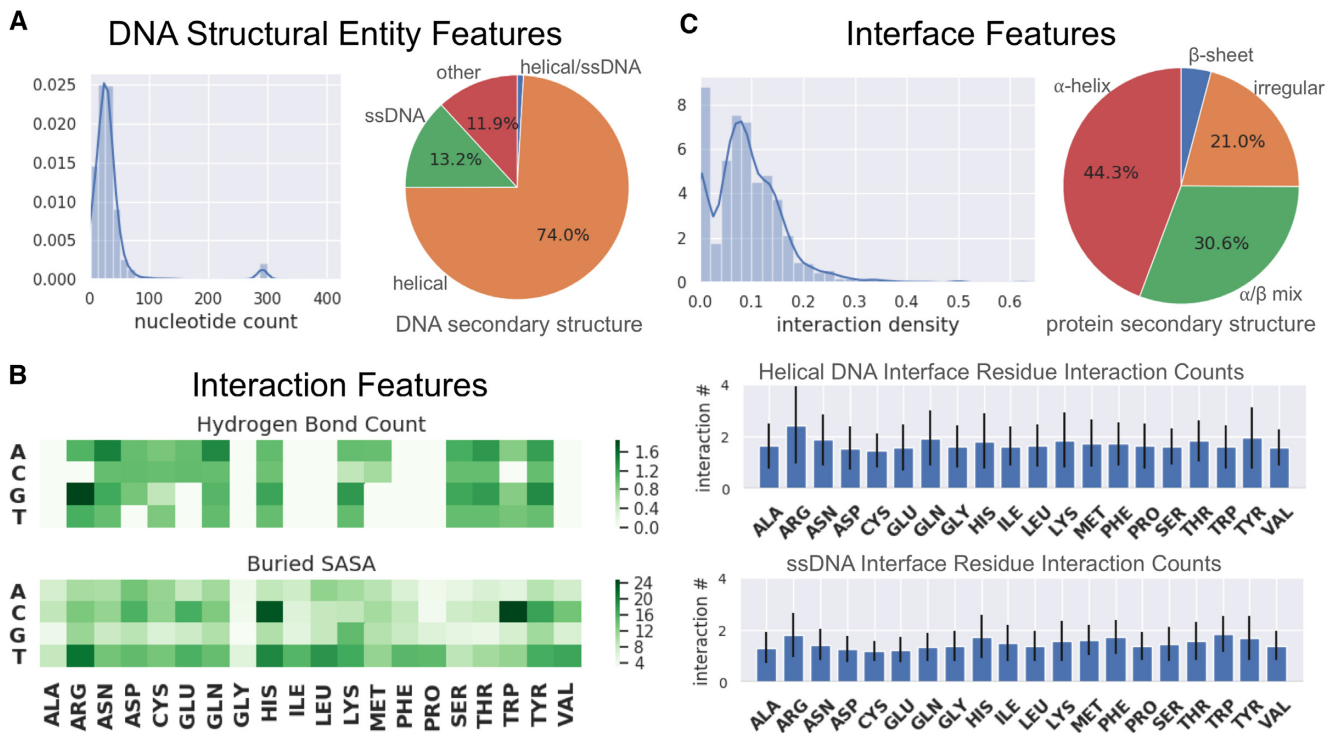 A
DNA Structural Entity Features
0.025
0.020
0.015
0.010
0.005
0.000
0 100 200 300 400
nucleotide count
other
helical/ssDNA
ssDNA
11.9%
13.2%
74.0%
helical
DNA secondary structure
C
Interface Features
8
6
4
2
0
0.0 0.1 0.2 0.3 0.4 0.5 0.6
interaction density
β-sheet
α-helix
irregular
21.0%
44.3%
30.6%
α/β mix
protein secondary structure
B
Interaction Features
Hydrogen Bond Count
A
C
G
T
1.6
1.2
0.8
0.4
0.0
Buried SASA
A
C
G
T
24
20
16
12
8
4
ALA ARG ASN ASP CYS GLU GLN GLY HIS ILE LEU LYS MET PHE PRO SER THR TRP TYR VAL
Helical DNA Interface Residue Interaction Counts
interaction #
4
2
0
ALA ARG ASN ASP CYS GLU GLN GLY HIS ILE LEU LYS MET PHE PRO SER THR TRP TYR VAL
ssDNA Interface Residue Interaction Counts
interaction #
4
2
0
ALA ARG ASN ASP CYS GLU GLN GLY HIS ILE LEU LYS MET PHE PRO SER THR TRP TYR VAL